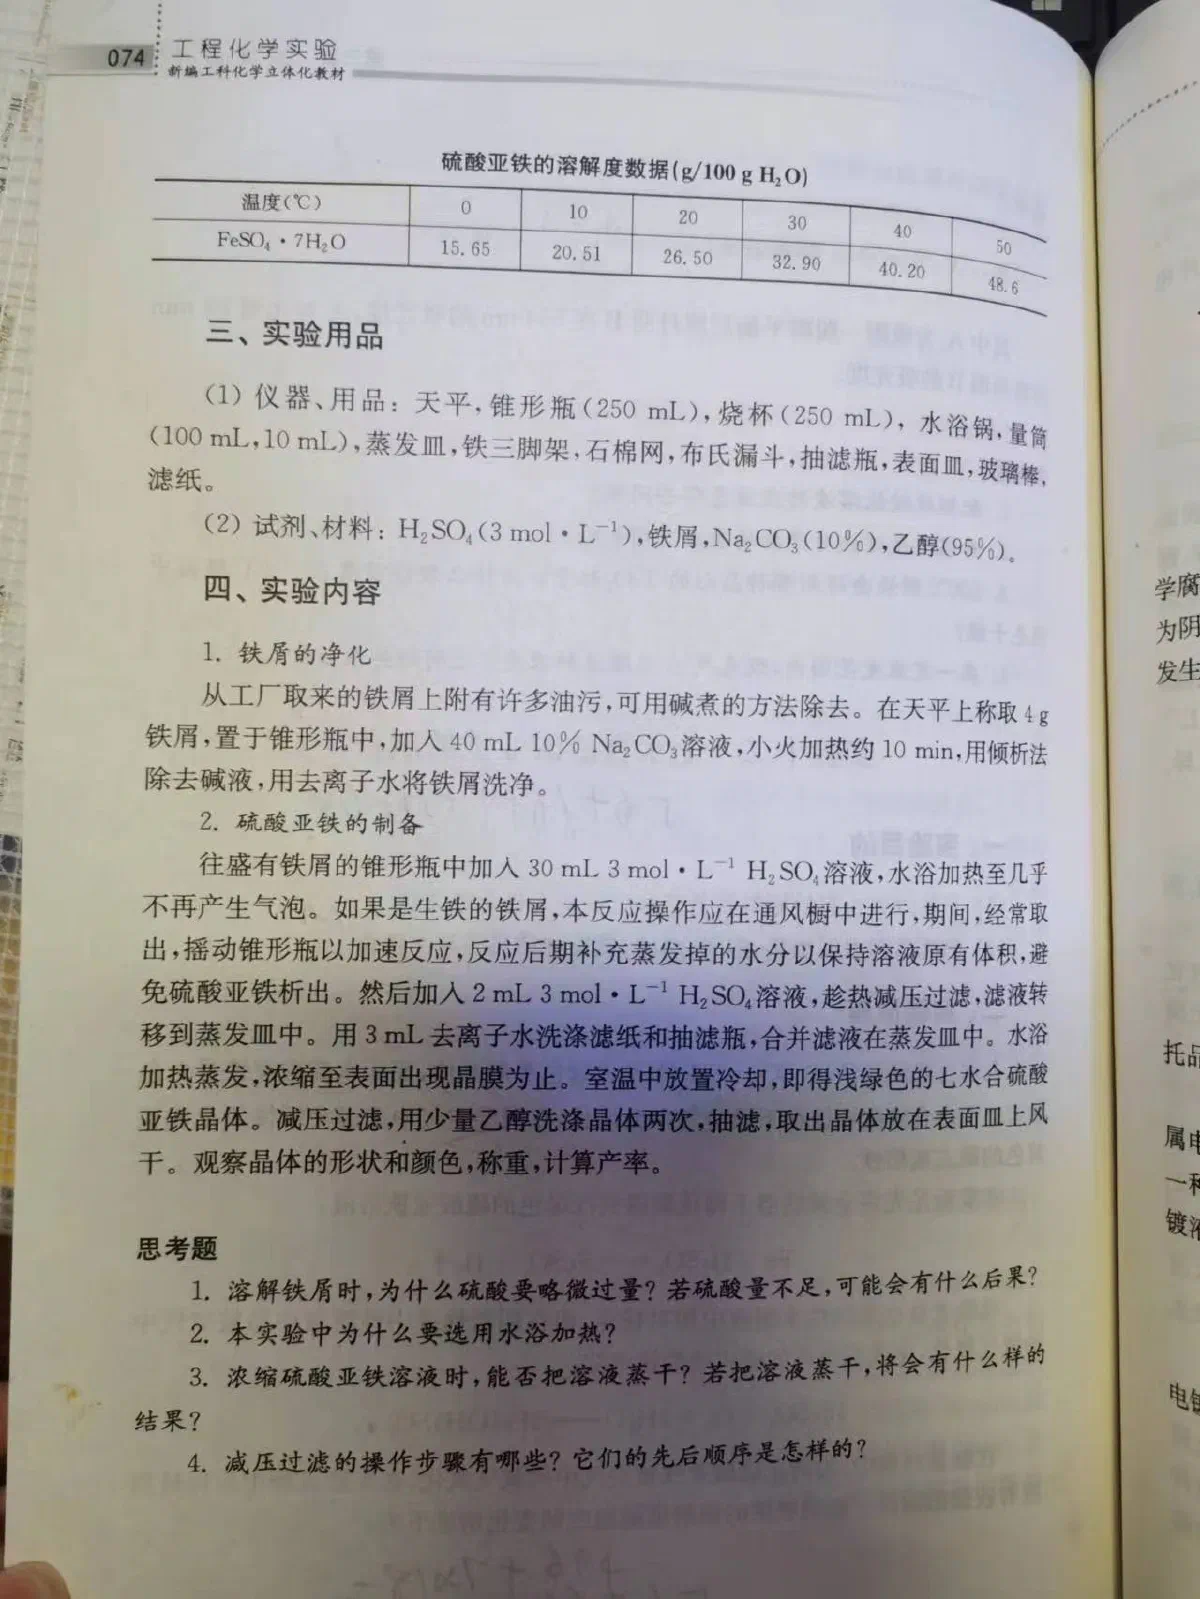 074
工程化学实验
新编工科化学立体化教材
硫酸亚铁的溶解度数据(g/100 g H₂O)
温度(℃) 0 10 20 30 40 50
FeSO₄·7H₂O 15.65 20.51 26.50 32.90 40.20 48.6
三、实验用品
(1) 仪器、用品：天平,锥形瓶(250 mL),烧杯(250 mL), 水浴锅,量筒
(100 mL,10 mL),蒸发皿,铁三脚架,石棉网,布氏漏斗,抽滤瓶,表面皿,玻璃棒,
滤纸。
(2) 试剂、材料：H₂SO₄(3 mol·L⁻¹),铁屑,Na₂CO₃(10%),乙醇(95%)。
四、实验内容
1. 铁屑的净化
从工厂取来的铁屑上附有许多油污,可用碱煮的方法除去。在天平上称取 4 g
铁屑,置于锥形瓶中,加入 40 mL 10% Na₂CO₃溶液,小火加热约 10 min,用倾析法
除去碱液,用去离子水将铁屑洗净。
2. 硫酸亚铁的制备
往盛有铁屑的锥形瓶中加入 30 mL 3 mol·L⁻¹ H₂SO₄溶液,水浴加热至几乎
不再产生气泡。如果是生铁的铁屑,本反应操作应在通风橱中进行,期间,经常取
出,摇动锥形瓶以加速反应,反应后期补充蒸发掉的水分以保持溶液原有体积,避
免硫酸亚铁析出。然后加入 2 mL 3 mol·L⁻¹ H₂SO₄溶液,趁热减压过滤,滤液转
移到蒸发皿中。用 3 mL 去离子水洗涤滤纸和抽滤瓶,合并滤液在蒸发皿中。水浴
加热蒸发,浓缩至表面出现晶膜为止。室温中放置冷却,即得浅绿色的七水合硫酸
亚铁晶体。减压过滤,用少量乙醇洗涤晶体两次,抽滤,取出晶体放在表面皿上风
干。观察晶体的形状和颜色,称重,计算产率。
思考题
1. 溶解铁屑时,为什么硫酸要略微过量？若硫酸量不足,可能会有什么后果？
2. 本实验中为什么要选用水浴加热？
3. 浓缩硫酸亚铁溶液时,能否把溶液蒸干？若把溶液蒸干,将会有什么样的
结果？
4. 减压过滤的操作步骤有哪些？它们的先后顺序是怎样的？
学腐
为阴
发生
托品
属电
一种
镀液